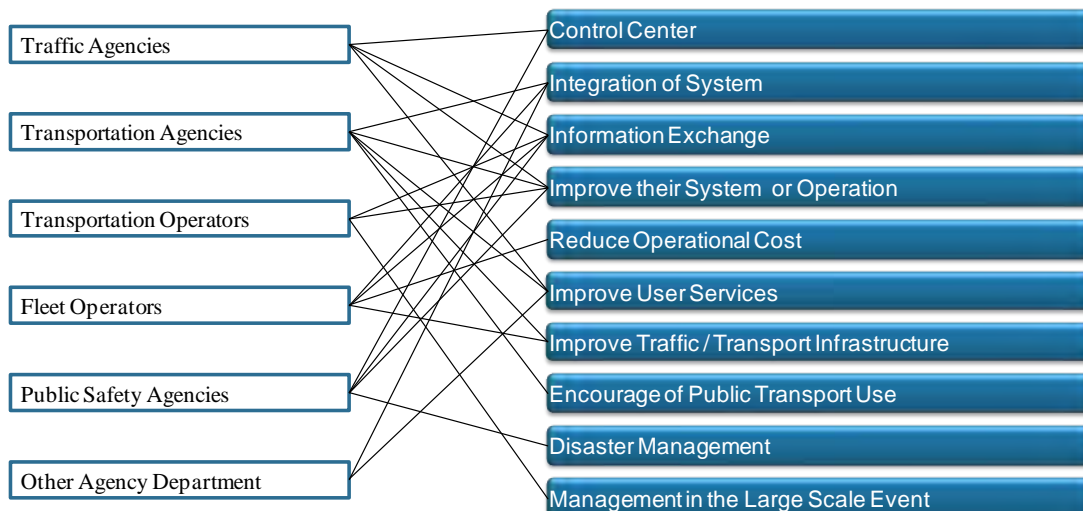 Traffic Agencies
Transportation Agencies
Transportation Operators
Fleet Operators
Public Safety Agencies
Other Agency Department
Control Center
Integration of System
Information Exchange
Improve their System or Operation
Reduce Operational Cost
Improve User Services
Improve Traffic / Transport Infrastructure
Encourage of Public Transport Use
Disaster Management
Management in the Large Scale Event